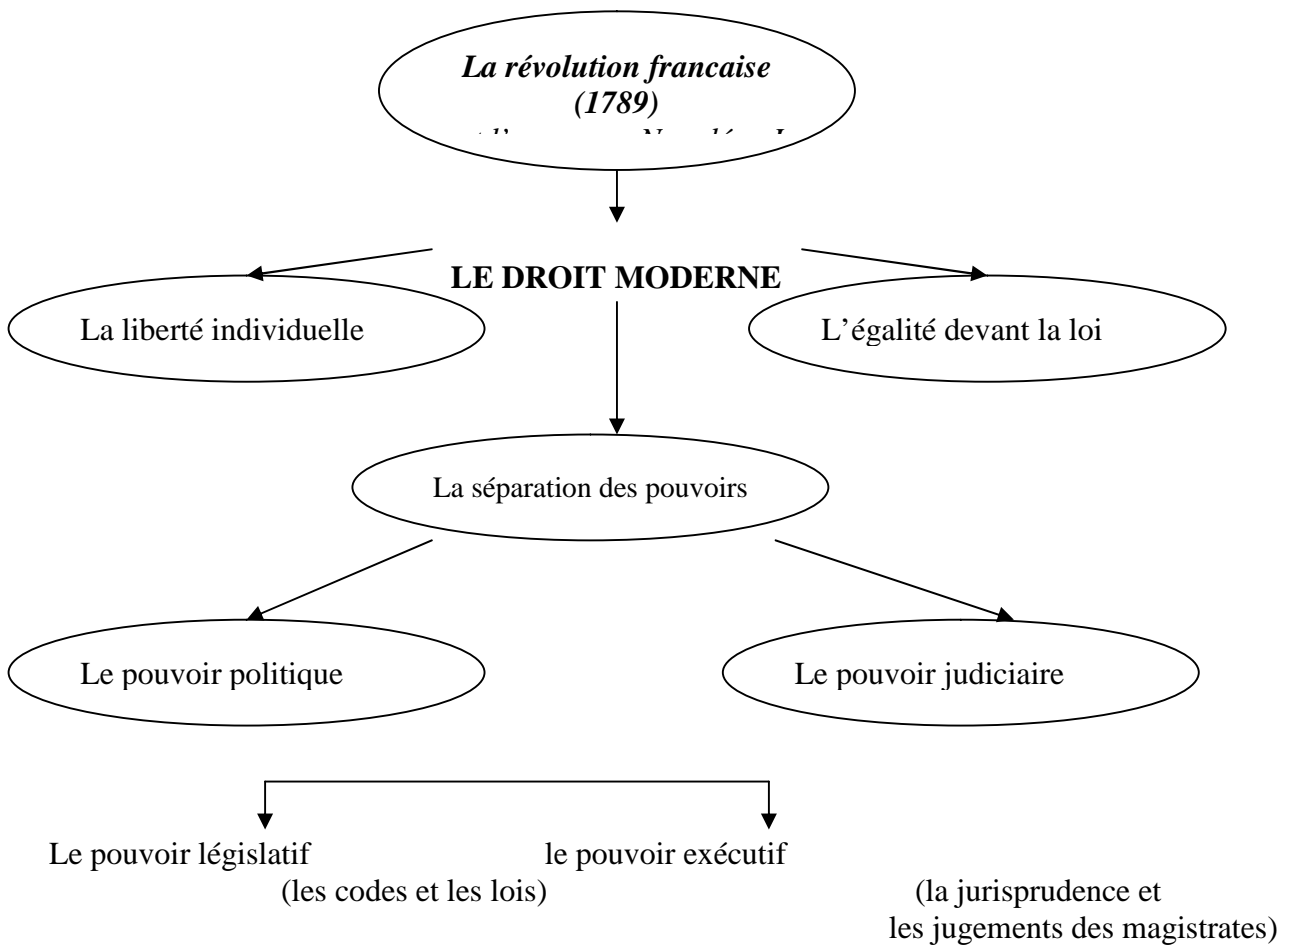 La révolution francaise
(1789)
La liberté individuelle
LE DROIT MODERNE
L’égalité devant la loi
La séparation des pouvoirs
Le pouvoir politique
Le pouvoir judiciaire
Le pouvoir législatif
le pouvoir exécutif
(les codes et les lois)
(la jurisprudence et
les jugements des magistrates)